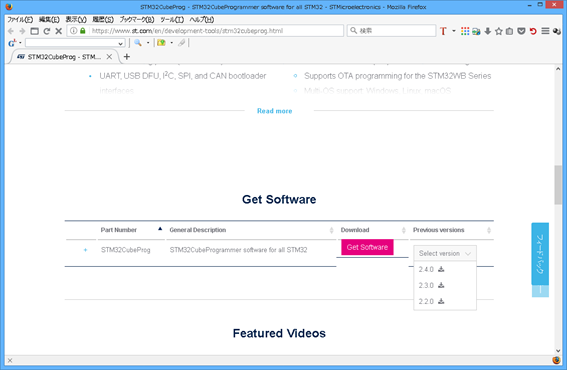 STM32CubeProg - STM32CubeProgrammer software for all STM32 - STMicroelectronics - Mozilla Firefox
ファイル(F) 編集(E) 表示(V) 履歴(S) ブックマーク(B) ツール(T) ヘルプ(H)
https://www.st.com/en/development-tools/stm32cubeprog.html
検索
STM32CubeProg - STM...
UART, USB DFU, I²C, SPI, and CAN bootloader
interfaces
Supports OTA programming for the STM32WB Series
Multi-OS support: Windows, Linux, macOS
Read more
Get Software
Part Number General Description Download Previous versions
+ STM32CubeProg STM32CubeProgrammer software for all STM32 Get Software Select version
2.4.0
2.3.0
2.2.0
フィードバック
Featured Videos